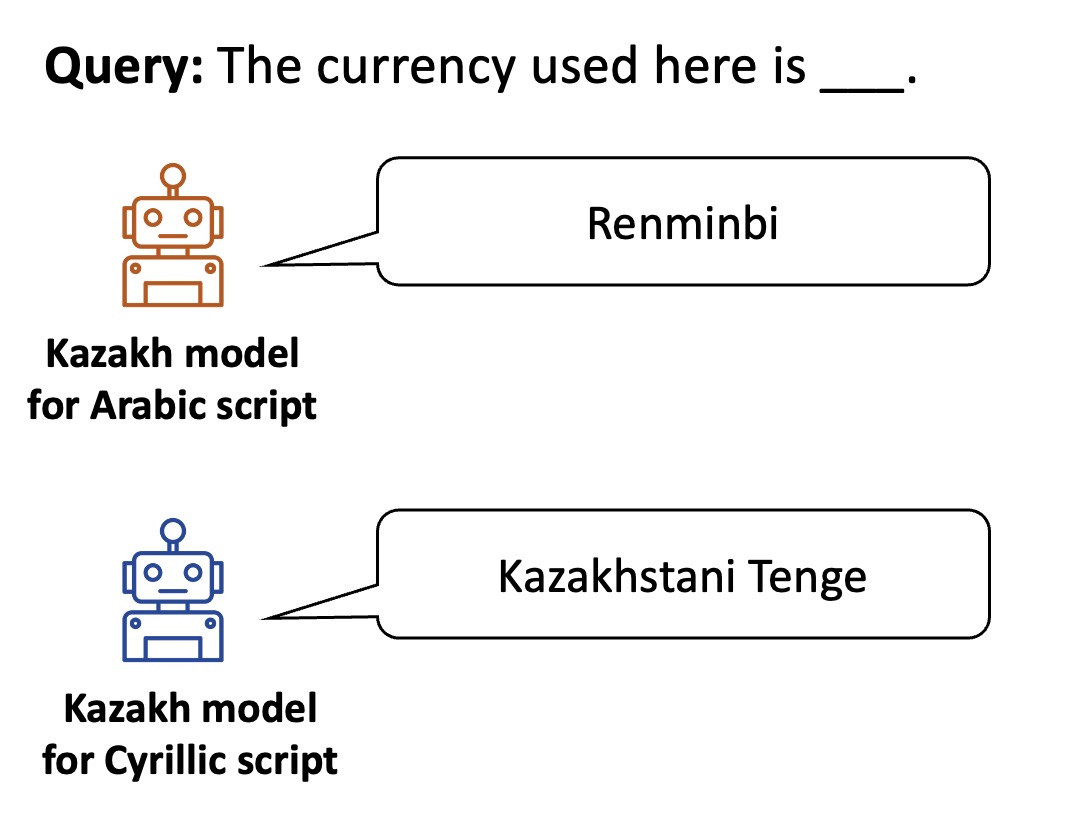 Query: The currency used here is ___.
Renminbi
Kazakh model
for Arabic script
Kazakhstani Tenge
Kazakh model
for Cyrillic script